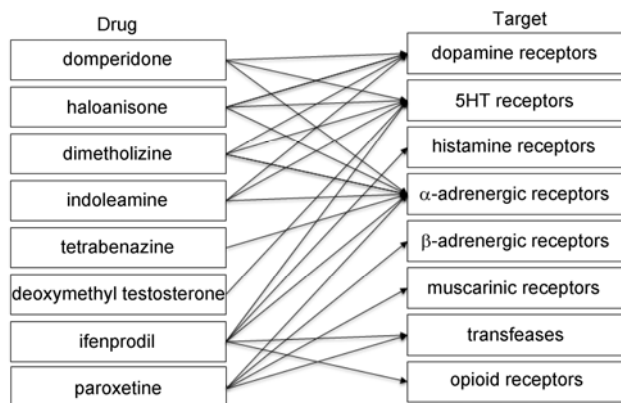 Drug
Target
domperidone
dopamine receptors
haloanisone
5HT receptors
dimetholizine
histamine receptors
indoleamine
α-adrenergic receptors
tetrabenazine
β-adrenergic receptors
deoxymethyl testosterone
muscarinic receptors
ifenprodil
transfeases
paroxetine
opioid receptors